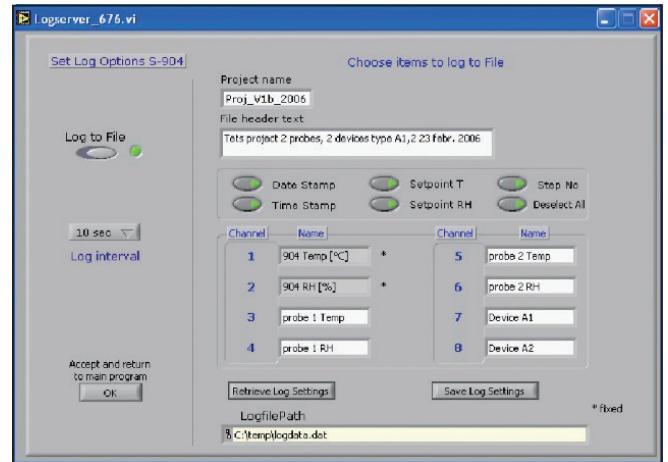 Logserver_676.vi
Set Log Options S-904
Choose items to log to File
Project name
Proj_V1b_2006
File header text
Tets project 2 probes, 2 devices type A1,2 23 febr. 2006
Log to File
Date Stamp
Setpoint T
Step No
Time Stamp
Setpoint RH
Deselect All
10 sec
Log interval
Channel Name Channel Name
1 904 Temp [°C] * 5 probe 2 Temp
2 904 RH [%] * 6 probe 2 RH
3 probe 1 Temp 7 Device A1
4 probe 1 RH 8 Device A2
Accept and return
to main program
OK
Retrieve Log Settings
Save Log Settings
* fixed
LogfilePath
C:\temp\logdata.dat